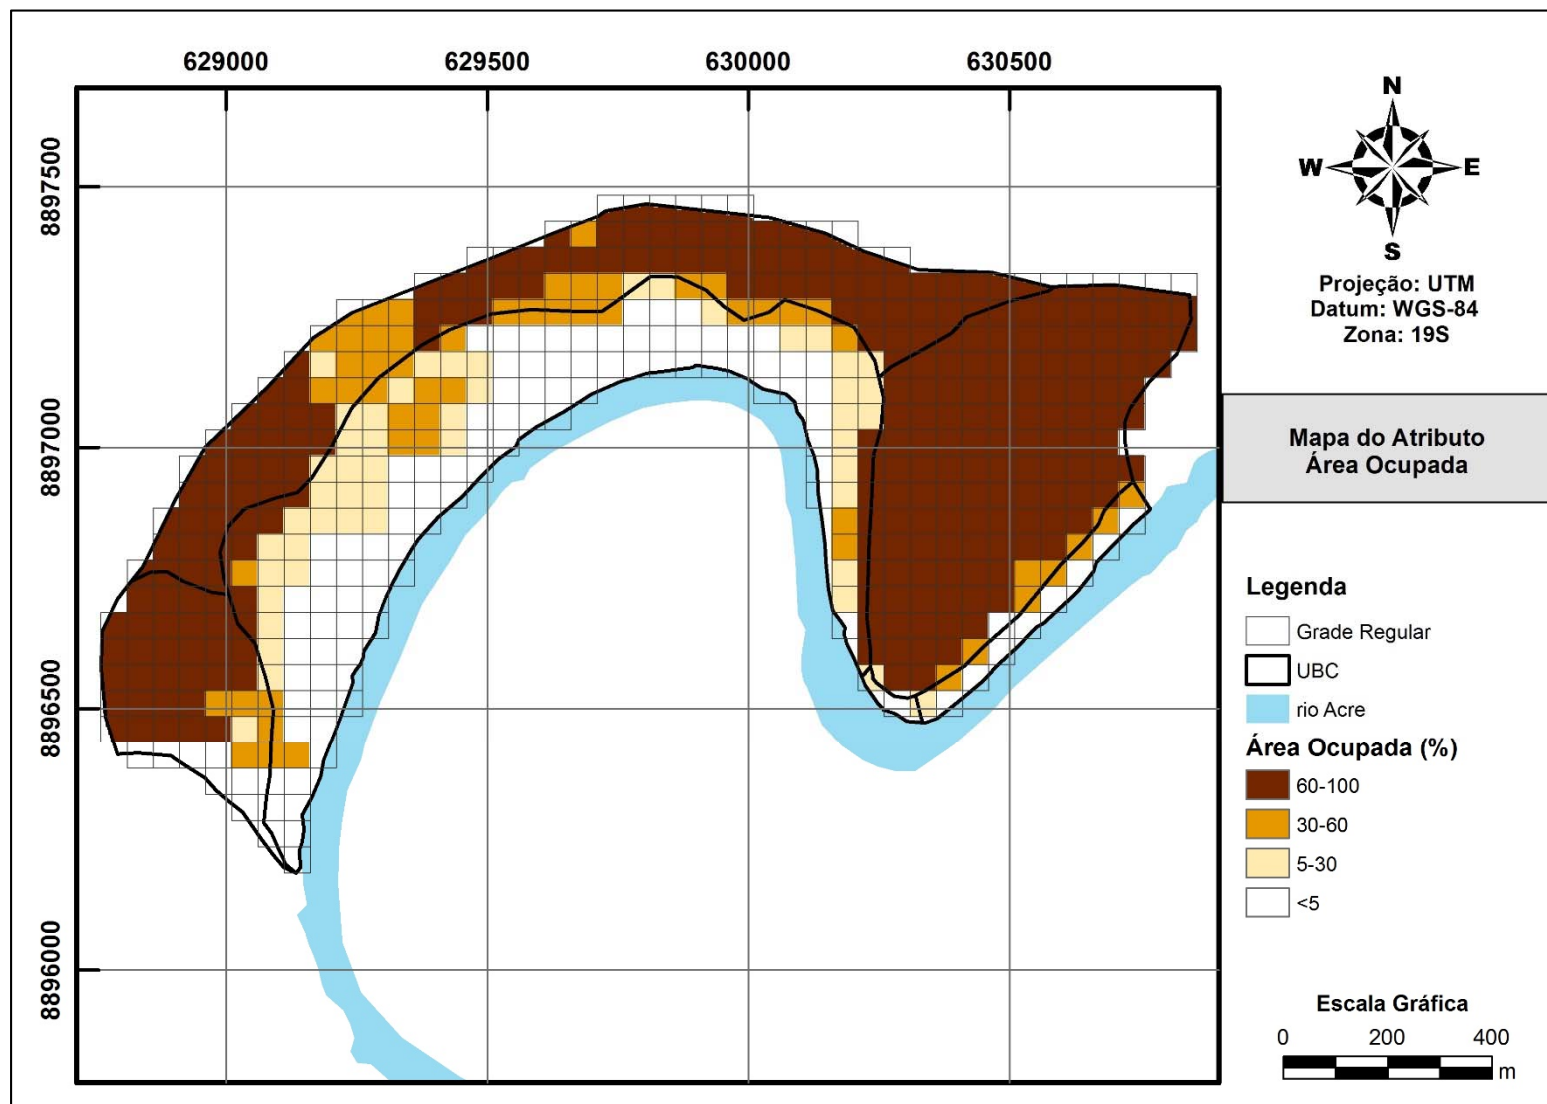 629000 629500 630000 630500
8897500
8897000
8896500
8896000
N
W E
S
Projeção: UTM
Datum: WGS-84
Zona: 19S
Mapa do Atributo
Área Ocupada
Legenda
Grade Regular
UBC
rio Acre
Área Ocupada (%)
60-100
30-60
5-30
<5
Escala Gráfica
0 200 400
m